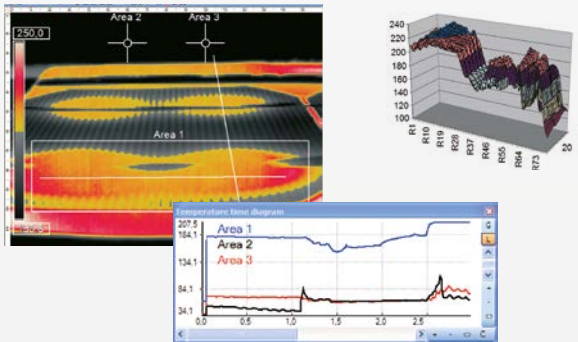 Area 2
Area 3
250,0
Area 1
240
220
200
180
160
140
120
100
R1
R10
R19
R28
R37
R46
R55
R64
R73
20
Temperature time diagram
207,5
184,1
134,1
84,1
34,1
Area 1
Area 2
Area 3
0,0
0,5
1,0
1,5
2,0
2,5